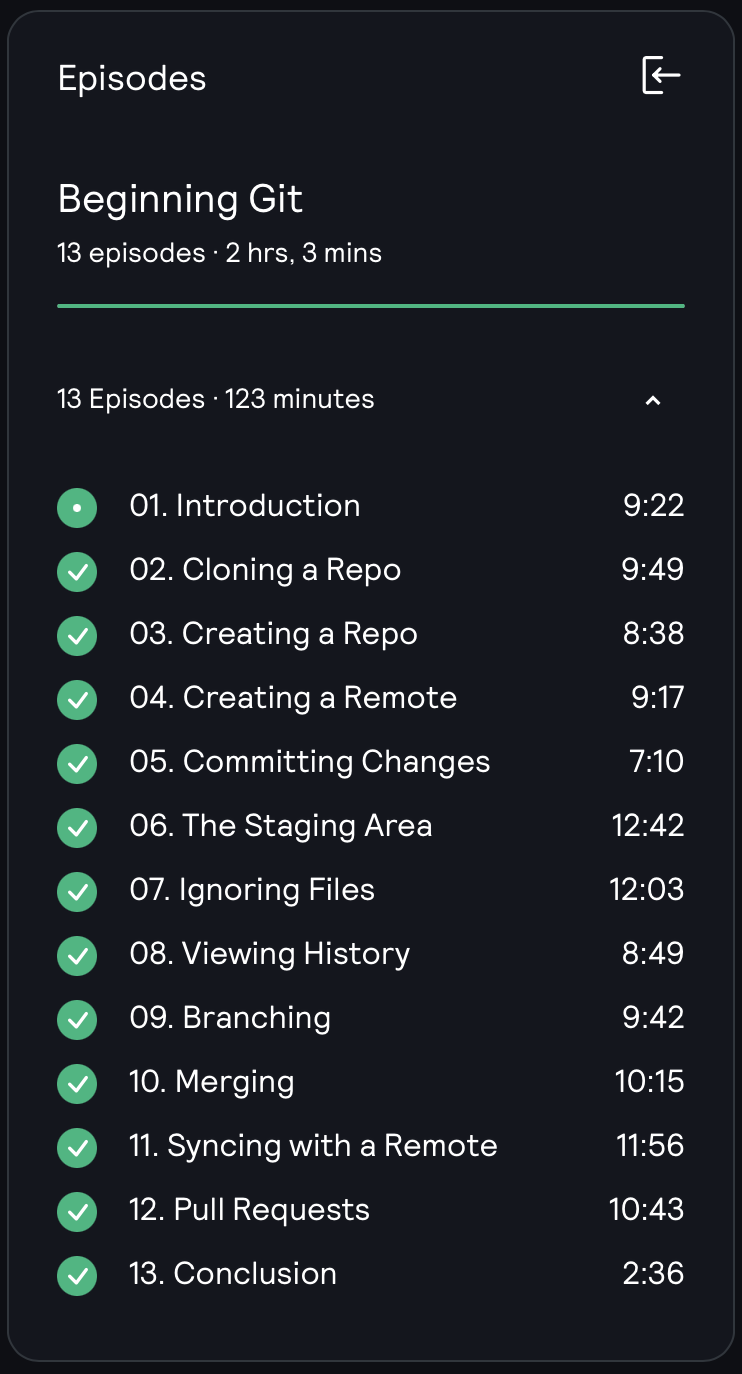 Episodes
Beginning Git
13 episodes · 2 hrs, 3 mins
13 Episodes · 123 minutes
01. Introduction 9:22
02. Cloning a Repo 9:49
03. Creating a Repo 8:38
04. Creating a Remote 9:17
05. Committing Changes 7:10
06. The Staging Area 12:42
07. Ignoring Files 12:03
08. Viewing History 8:49
09. Branching 9:42
10. Merging 10:15
11. Syncing with a Remote 11:56
12. Pull Requests 10:43
13. Conclusion 2:36